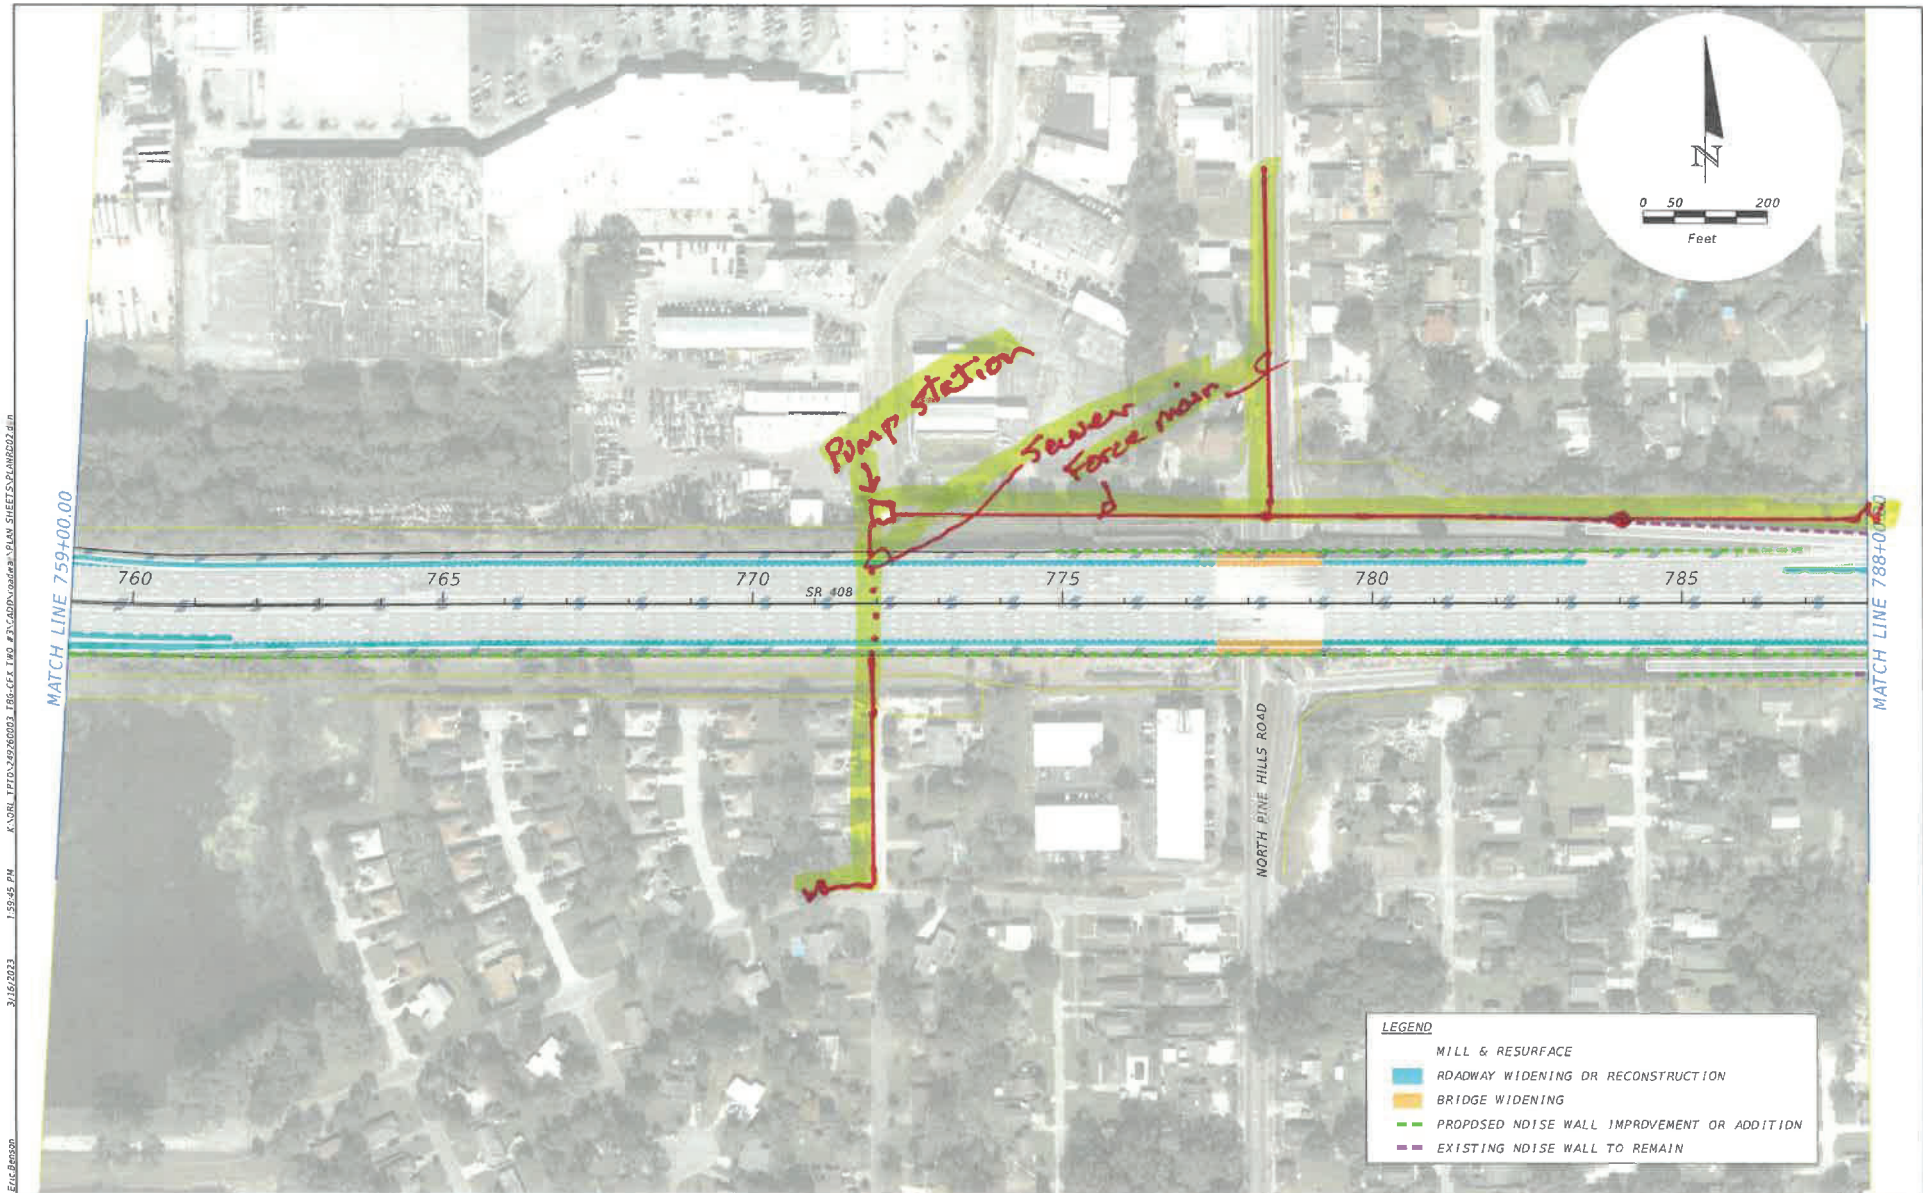 N
0 50 200
Feet
Pump station
Sewer
Force main
760 765 770 775 780 785
SR 408
MATCH LINE 759+00.00
NORTH PINE HILLS ROAD
LEGEND
MILL & RESURFACE
ROADWAY WIDENING OR RECONSTRUCTION
BRIDGE WIDENING
PROPOSED NOISE WALL IMPROVEMENT OR ADDITION
EXISTING NOISE WALL TO REMAIN
MATCH LINE 788+0
Eric.Benson
3/16/2023
1:59:45 PM